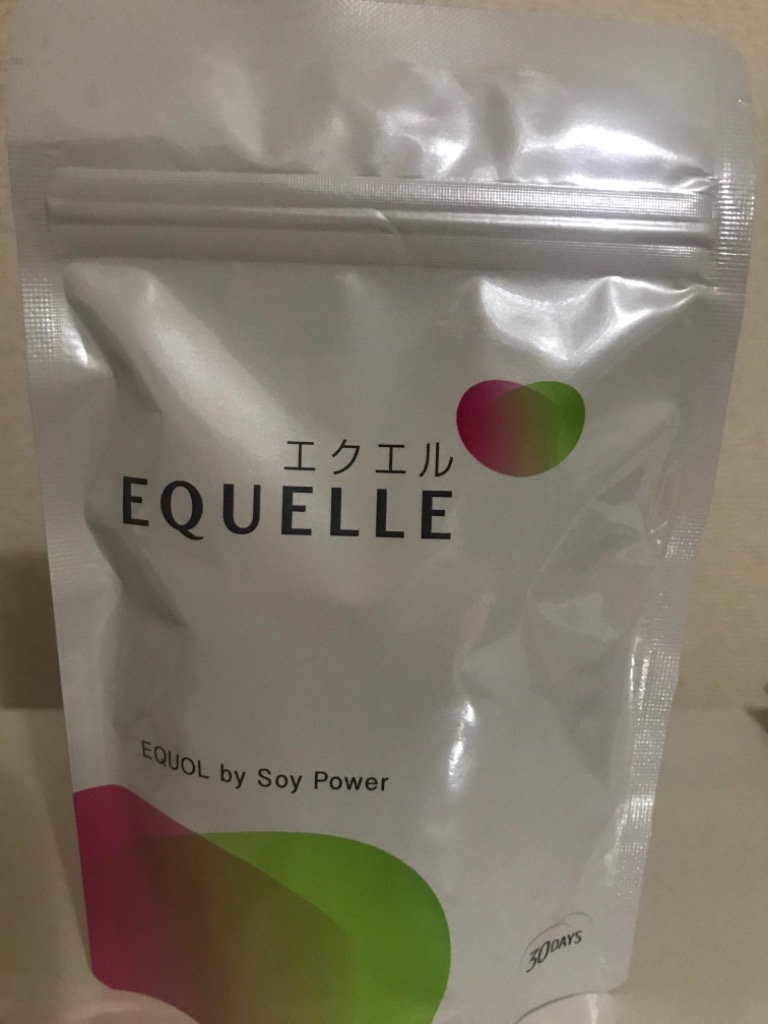 エクエル
EQUELLE
EQUOL by Soy Power
30DAYS